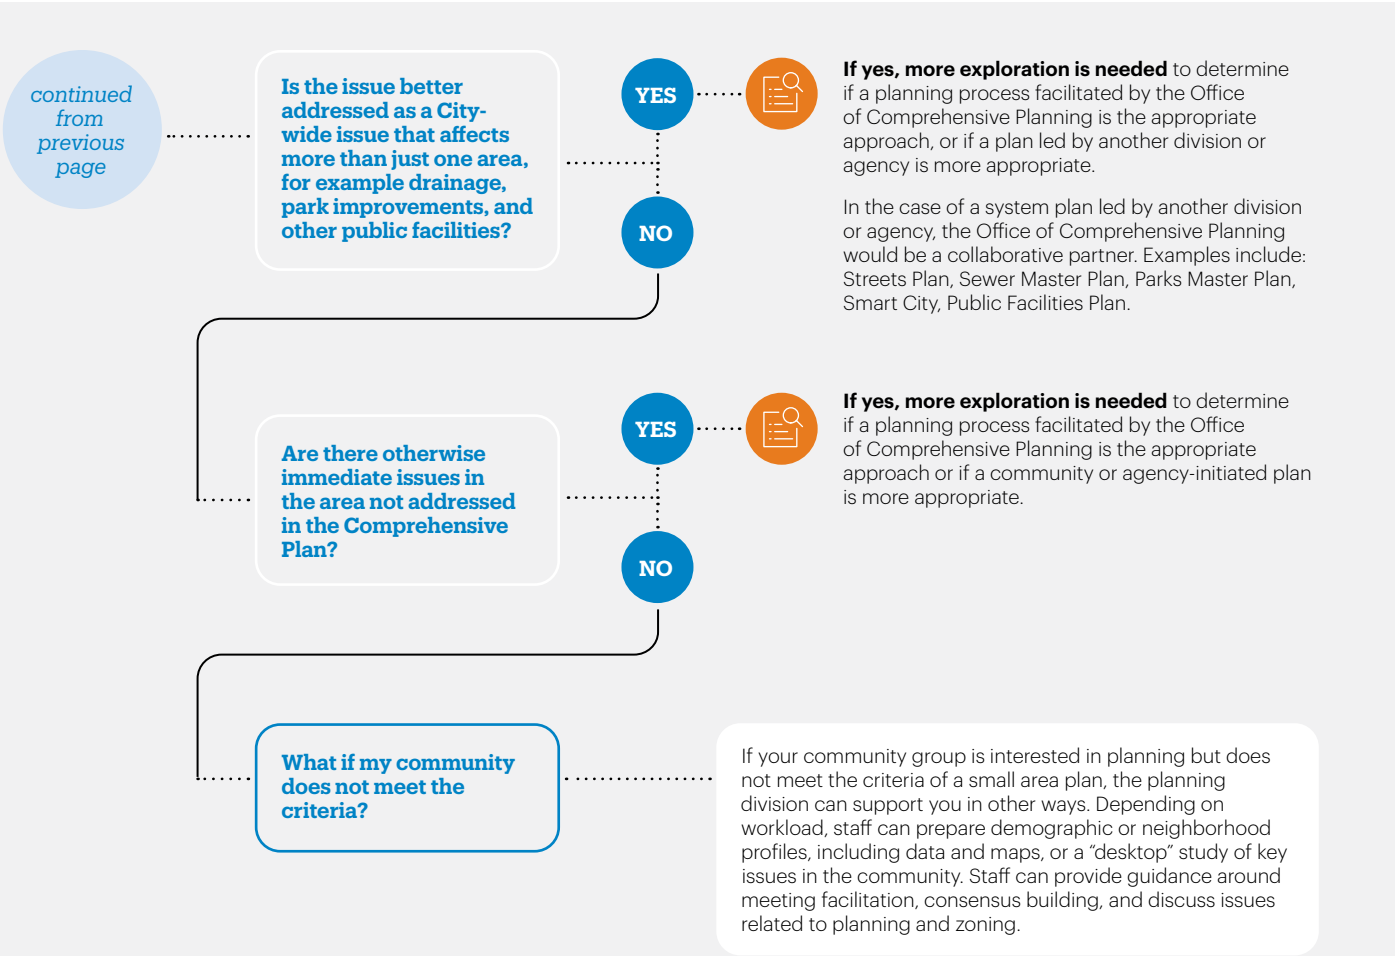 continued
from
previous
page
Is the issue better
addressed as a City-
wide issue that affects
more than just one area,
for example drainage,
park improvements, and
other public facilities?
YES
NO
If yes, more exploration is needed to determine
if a planning process facilitated by the Office
of Comprehensive Planning is the appropriate
approach, or if a plan led by another division or
agency is more appropriate.
In the case of a system plan led by another division
or agency, the Office of Comprehensive Planning
would be a collaborative partner. Examples include:
Streets Plan, Sewer Master Plan, Parks Master Plan,
Smart City, Public Facilities Plan.
Are there otherwise
immediate issues in
the area not addressed
in the Comprehensive
Plan?
YES
NO
If yes, more exploration is needed to determine
if a planning process facilitated by the Office
of Comprehensive Planning is the appropriate
approach or if a community or agency-initiated plan
is more appropriate.
What if my community
does not meet the
criteria?
If your community group is interested in planning but does
not meet the criteria of a small area plan, the planning
division can support you in other ways. Depending on
workload, staff can prepare demographic or neighborhood
profiles, including data and maps, or a “desktop” study of key
issues in the community. Staff can provide guidance around
meeting facilitation, consensus building, and discuss issues
related to planning and zoning.